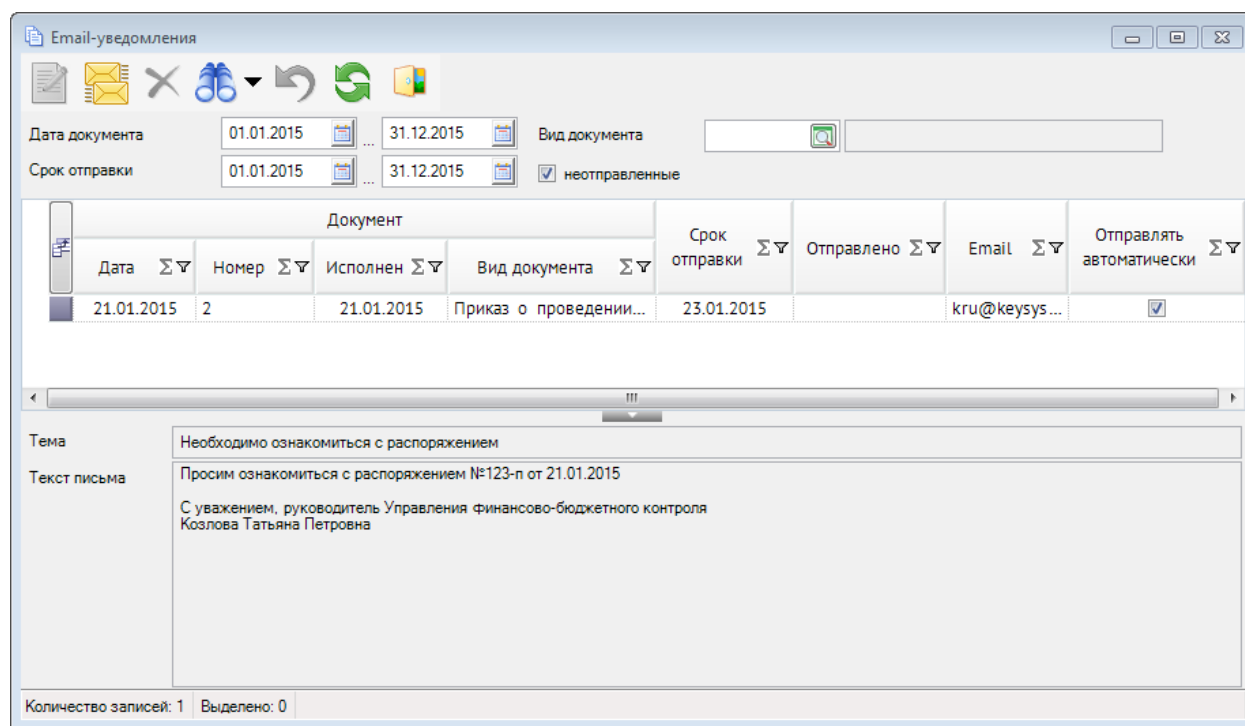 Email-уведомления
Дата документа 01.01.2015 ... 31.12.2015 Вид документа
Срок отправки 01.01.2015 ... 31.12.2015 неотправленные
Документ
Дата Номер Исполнен Вид документа Срок отправки Отправлено Email Отправлять автоматически
21.01.2015 2 21.01.2015 Приказ о проведении... 23.01.2015 kru@keysys...
Тема Необходимо ознакомиться с распоряжением
Текст письма Просим ознакомиться с распоряжением №123-п от 21.01.2015
С уважением, руководитель Управления финансово-бюджетного контроля
Козлова Татьяна Петровна
Количество записей: 1 Выделено: 0